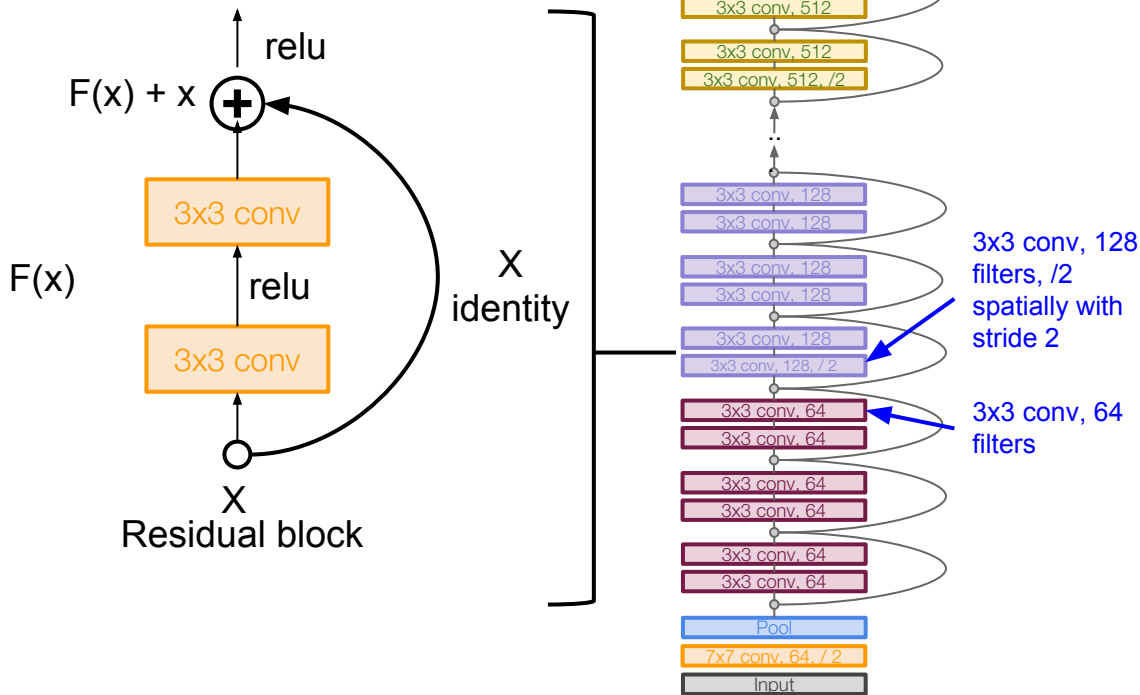 relu
F(x) + x
3x3 conv
F(x)
relu
X
identity
3x3 conv
X
Residual block
3x3 conv, 512
3x3 conv, 512
3x3 conv, 512, /2
..
.
3x3 conv, 128
3x3 conv, 128
3x3 conv, 128
3x3 conv, 128
3x3 conv, 128
3x3 conv, 128, / 2
3x3 conv, 64
3x3 conv, 64
3x3 conv, 64
3x3 conv, 64
3x3 conv, 64
3x3 conv, 64
Pool
7x7 conv, 64, / 2
Input
3x3 conv, 128
filters, /2
spatially with
stride 2
3x3 conv, 64
filters